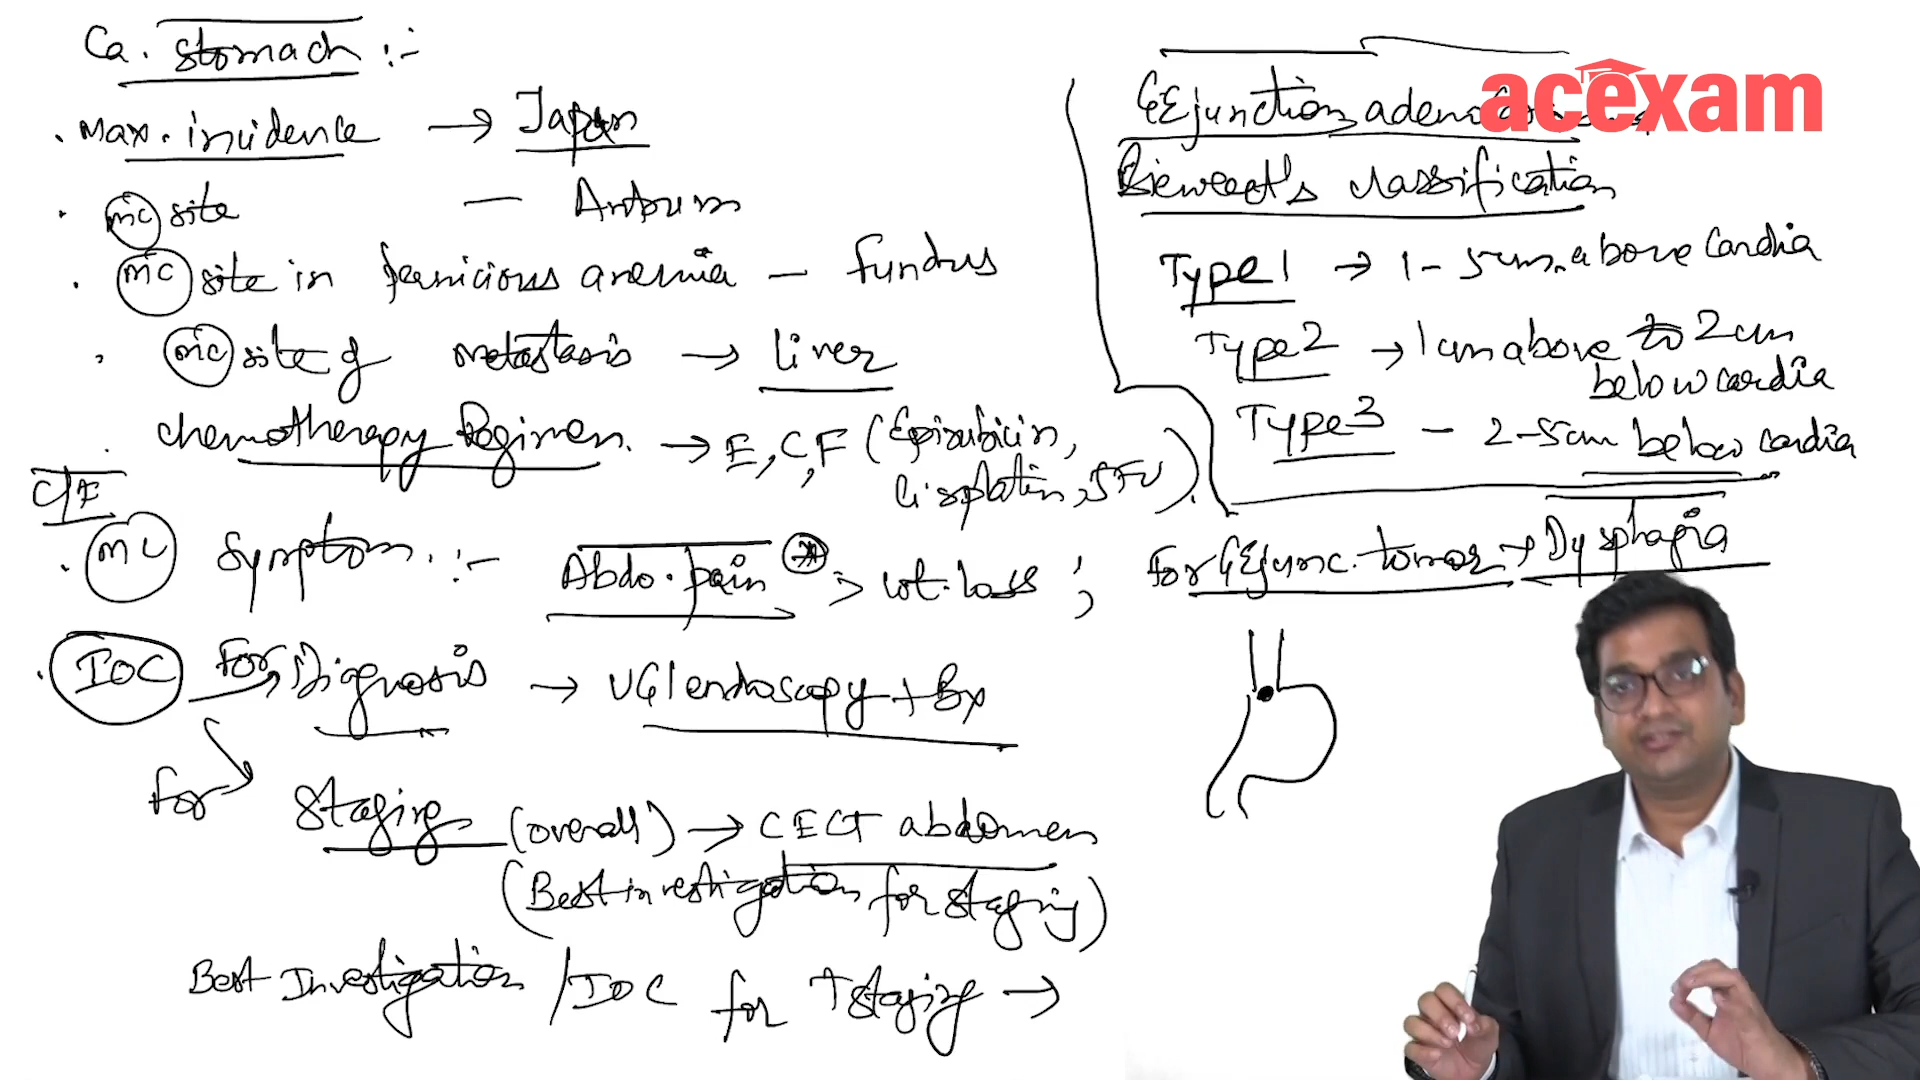 Ca. stomach :-
. Max. incidence → Japan
. mc site — Antrum
. mc site in pernicious anemia — fundus
. mc site of metastasis → liver
. chemotherapy Regimen. → E, C, F (Epirubicin,
Cisplatin, 5FU).
C/F
. mc symptom :- Abdo. pain > wt. loss ;
. IOC for Diagnosis → UGI endoscopy + Bx
for staging (overall) → CECT abdomen
(Best investigation for staging)
Best Investigation / IOC for T staging →
acexam
GE junction
classification
Type 1 → 1 - 5cm. above Cardia
Type 2 → 1cm above to 2cm
below cardia
Type 3 — 2-5cm below cardia
for GE junc. tumor → Dysphagia